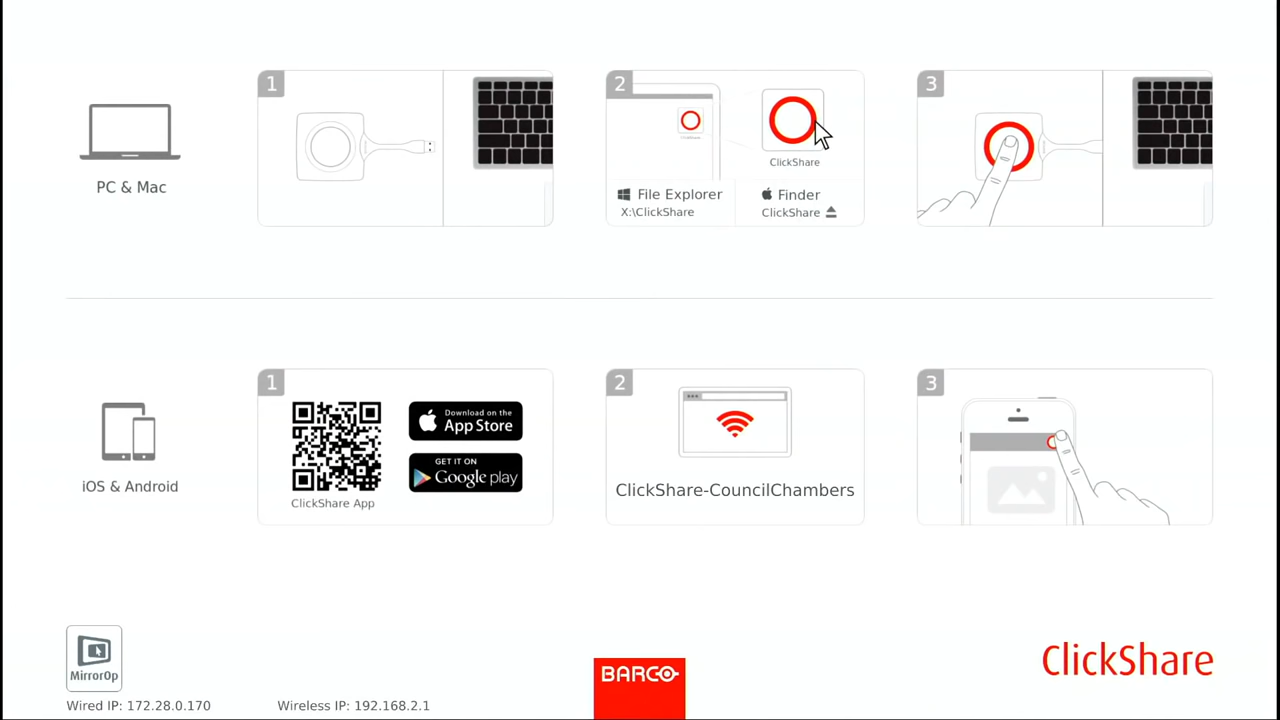 1
2
3
ClickShare
PC & Mac
File Explorer
X:\ClickShare
Finder
ClickShare
1
2
3
Download on the
App Store
GET IT ON
Google play
iOS & Android
ClickShare App
ClickShare-CouncilChambers
MirrorOp
BARCO
ClickShare
Wired IP: 172.28.0.170
Wireless IP: 192.168.2.1